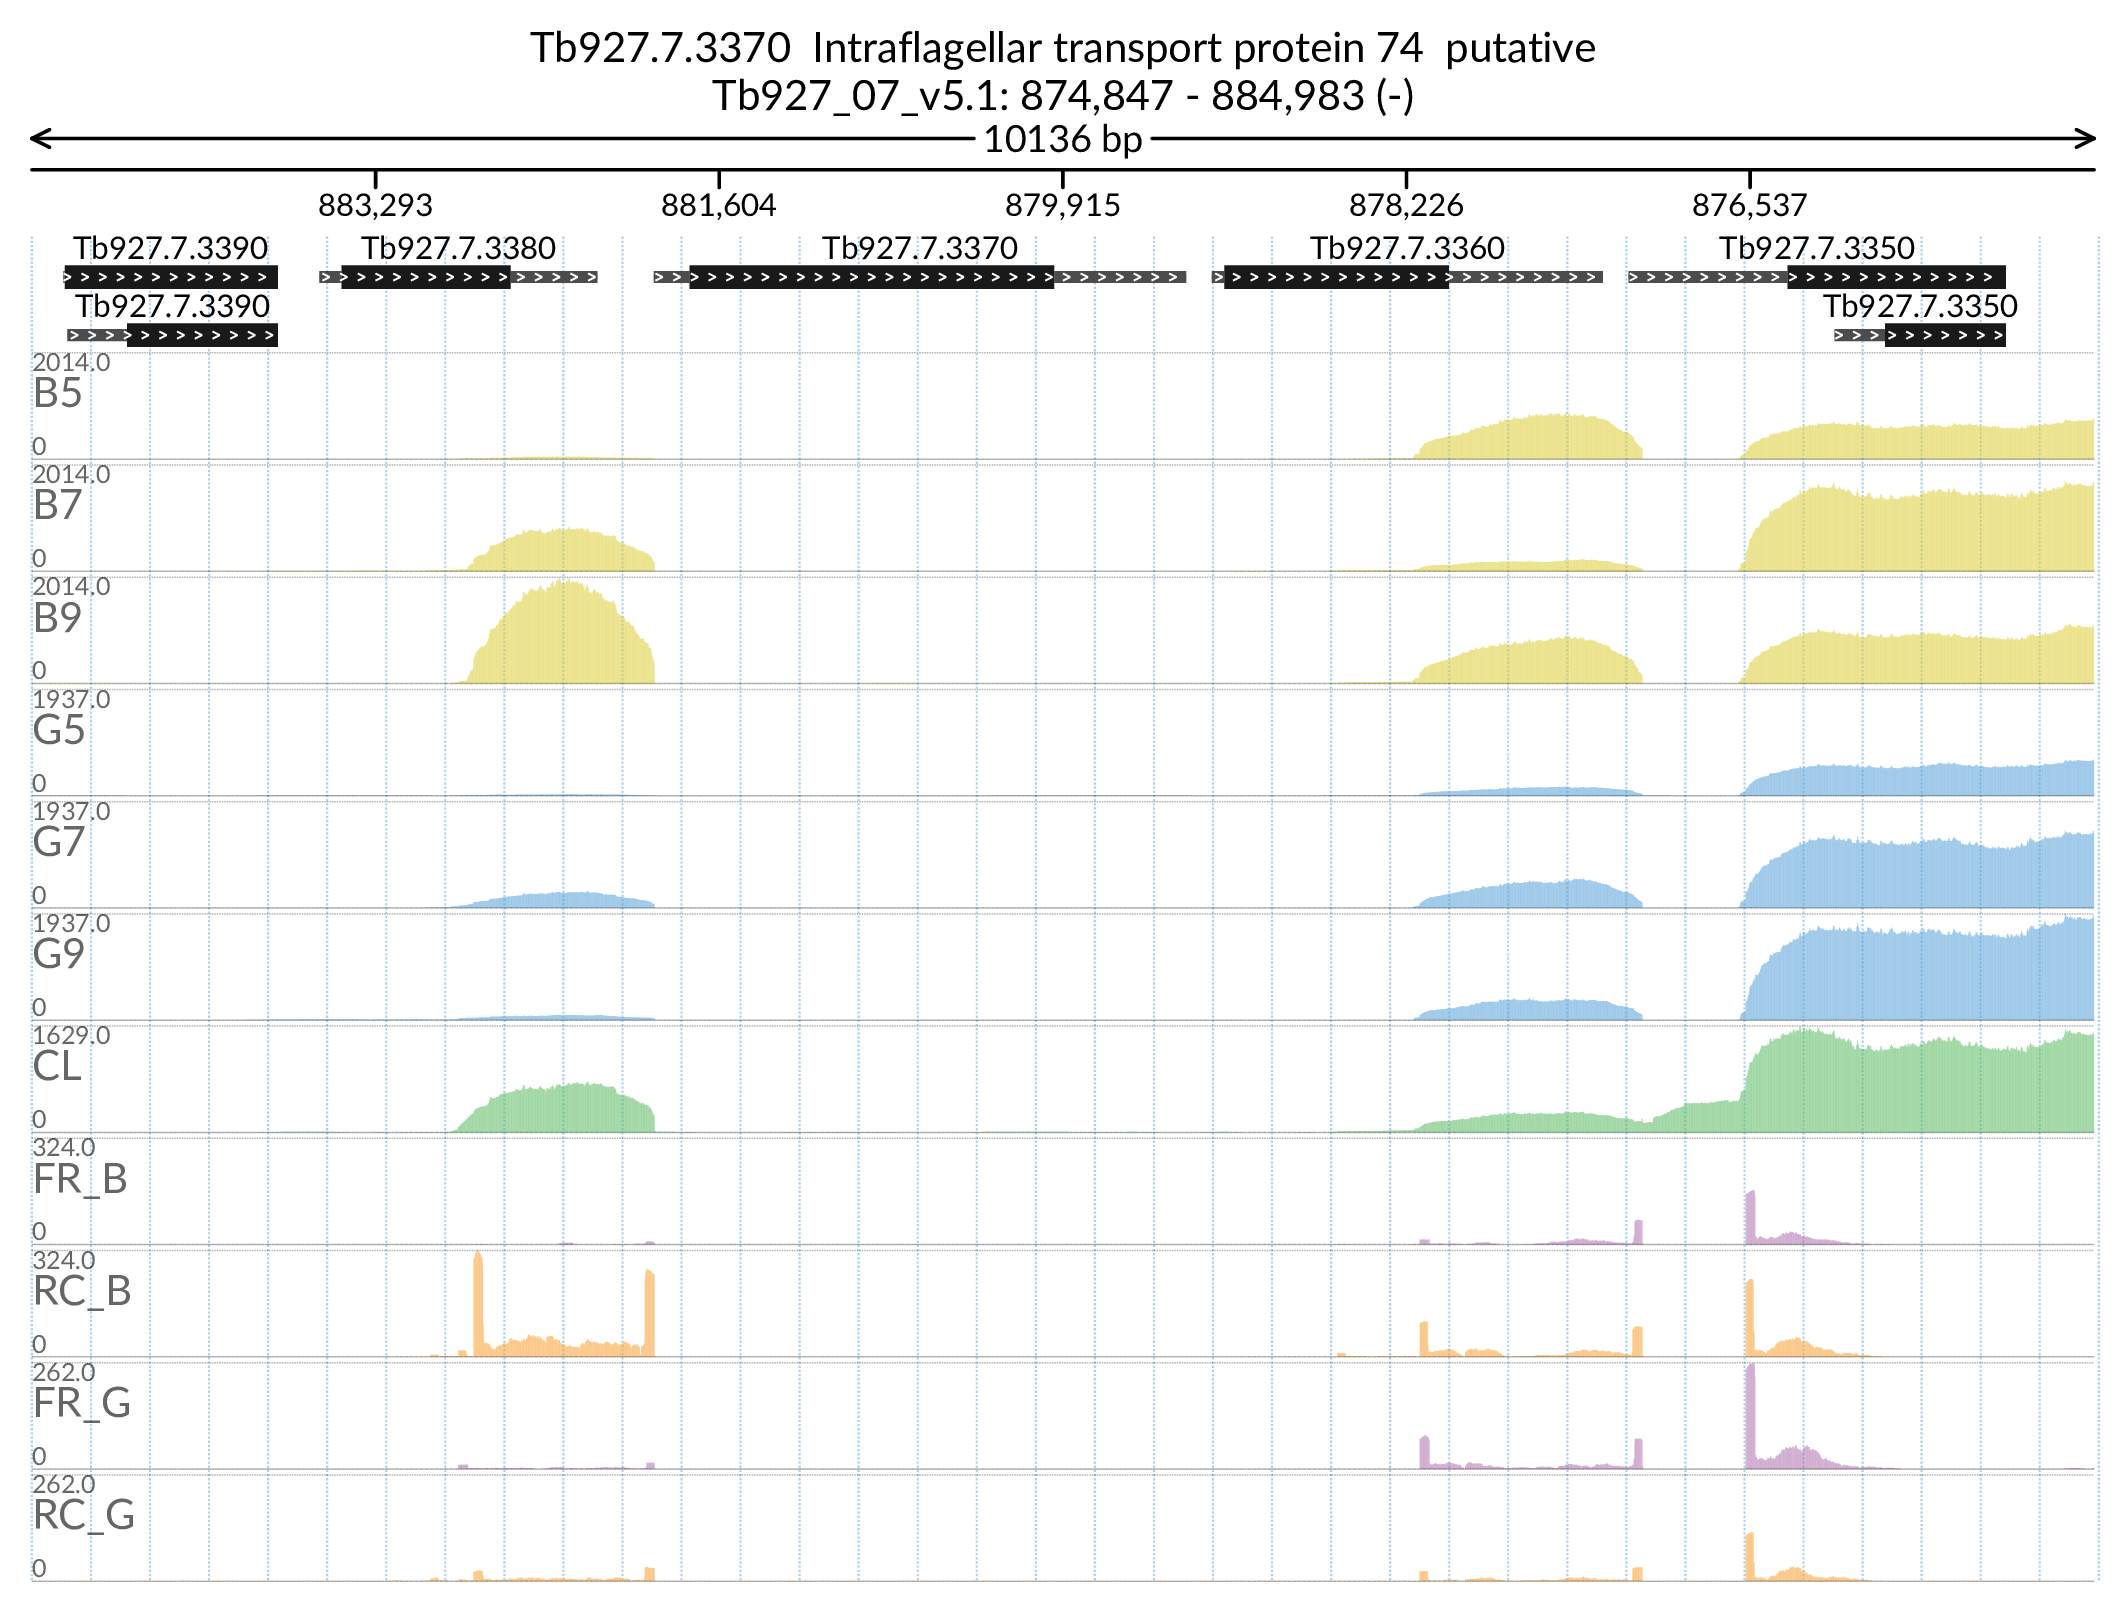 Tb927.7.3370 Intraflagellar transport protein 74 putative
Tb927_07_v5.1: 874,847 - 884,983 (-)
10136 bp
883,293 881,604 879,915 878,226 876,537
Tb927.7.3390 Tb927.7.3380 Tb927.7.3370 Tb927.7.3360 Tb927.7.3350
Tb927.7.3390 Tb927.7.3350
2014.0
B5
0
2014.0
B7
0
2014.0
B9
0
1937.0
G5
0
1937.0
G7
0
1937.0
G9
0
1629.0
CL
0
324.0
FR_B
0
324.0
RC_B
0
262.0
FR_G
0
262.0
RC_G
0